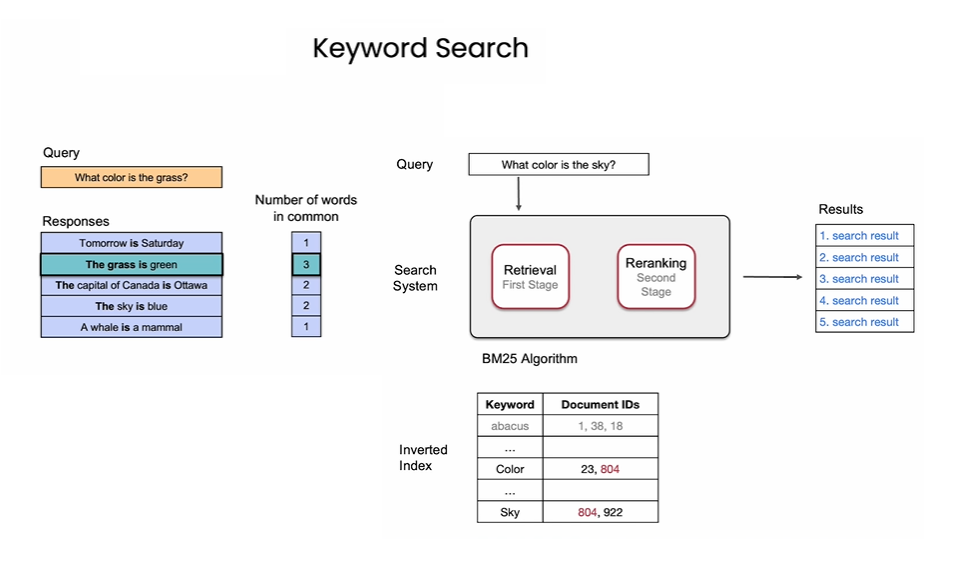 Keyword Search
Query
What color is the grass?
Responses
Number of words
in common
Tomorrow is Saturday
1
The grass is green
3
The capital of Canada is Ottawa
2
The sky is blue
2
A whale is a mammal
1
Query
What color is the sky?
Search
System
Retrieval
First Stage
Reranking
Second
Stage
BM25 Algorithm
Results
1. search result
2. search result
3. search result
4. search result
5. search result
Inverted
Index
Keyword Document IDs
abacus 1, 38, 18
...
Color 23, 804
...
Sky 804, 922